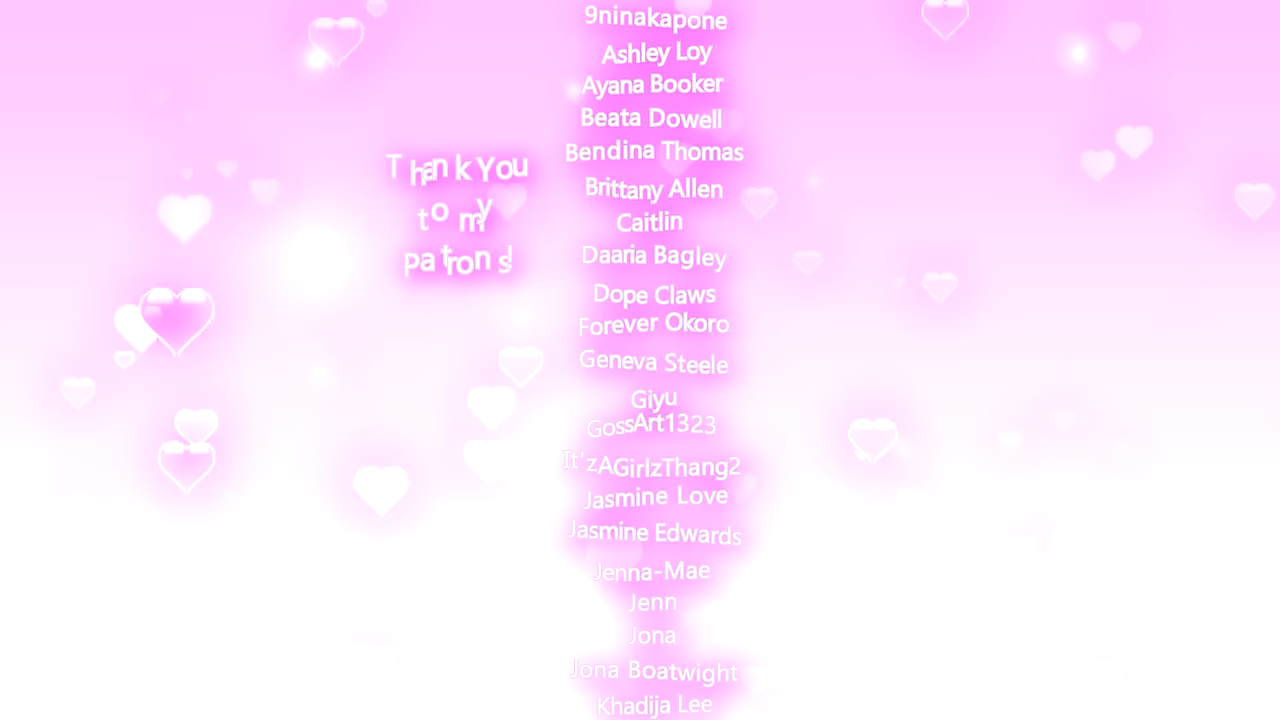 Thank You
to my
patrons!
9ninakapone
Ashley Loy
Ayana Booker
Beata Dowell
Bendina Thomas
Brittany Allen
Caitlin
Daaria Bagley
Dope Claws
Forever Okoro
Geneva Steele
Giyu
GossArt1323
It'zAGirlzThang2
Jasmine Love
Jasmine Edwards
Jenna-Mae
Jenn
Jona
Jona Boatwight
Khadija Lee